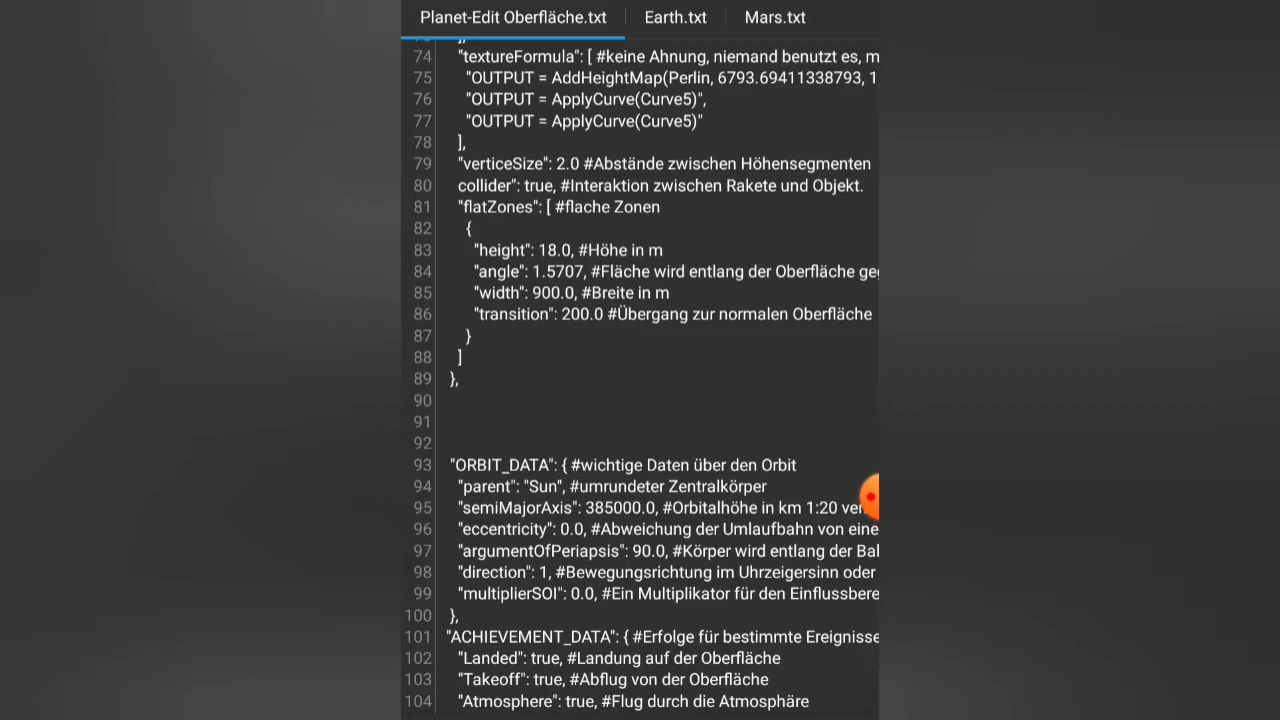 Planet-Edit Oberfläche.txt Earth.txt Mars.txt
74 "textureFormula": [ #keine Ahnung, niemand benutzt es,
75 "OUTPUT = AddHeightMap(Perlin, 6793.69411338793, 1
76 "OUTPUT = ApplyCurve(Curve5)",
77 "OUTPUT = ApplyCurve(Curve5)"
78 ],
79 "verticeSize": 2.0 #Abstände zwischen Höhensegmenten
80 collider": true, #Interaktion zwischen Rakete und Objekt.
81 "flatZones": [ #flache Zonen
82 {
83 "height": 18.0, #Höhe in m
84 "angle": 1.5707, #Fläche wird entlang der Oberfläche
85 "width": 900.0, #Breite in m
86 "transition": 200.0 #Übergang zur normalen Oberfläche
87 }
88 ]
89 },
90
91
92
93 "ORBIT_DATA": { #wichtige Daten über den Orbit
94 "parent": "Sun", #umrundeter Zentralkörper
95 "semiMajorAxis": 385000.0, #Orbitalhöhe in km 1:20
96 "eccentricity": 0.0, #Abweichung der Umlaufbahn von eine
97 "argumentOfPeriapsis": 90.0, #Körper wird entlang der
98 "direction": 1, #Bewegungsrichtung im Uhrzeigersinn oder
99 "multiplierSOI": 0.0, #Ein Multiplikator für den Einflussbere
100 },
101 "ACHIEVEMENT_DATA": { #Erfolge für bestimmte Ereignisse
102 "Landed": true, #Landung auf der Oberfläche
103 "Takeoff": true, #Abflug von der Oberfläche
104 "Atmosphere": true, #Flug durch die Atmosphäre